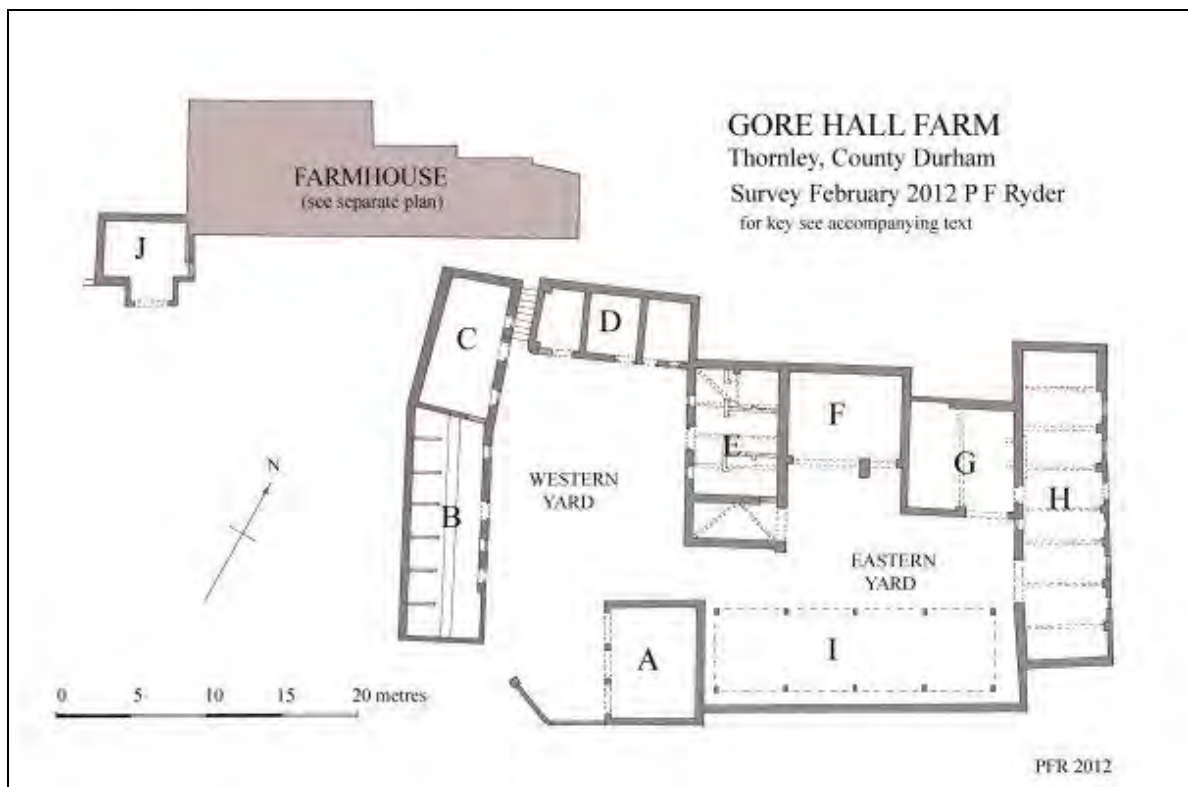 GORE HALL FARM
Thornley, County Durham
Survey February 2012 P F Ryder
for key see accompanying text
FARMHOUSE
(see separate plan)
J
C
D
E
F
G
H
B
N
WESTERN
YARD
EASTERN
YARD
A
I
0 5 10 15 20 metres
PFR 2012